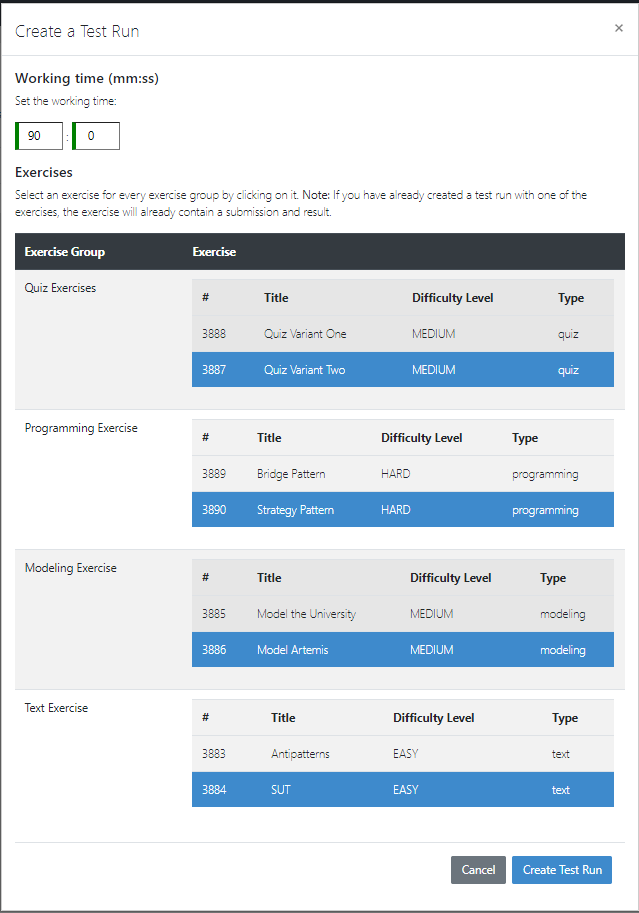 Create a Test Run ×
Working time (mm:ss)
Set the working time:
90 : 0
Exercises
Select an exercise for every exercise group by clicking on it. Note: If you have already created a test run with one of the
exercises, the exercise will already contain a submission and result.
Exercise Group Exercise
Quiz Exercises
# Title Difficulty Level Type
3888 Quiz Variant One MEDIUM quiz
3887 Quiz Variant Two MEDIUM quiz
Programming Exercise
# Title Difficulty Level Type
3889 Bridge Pattern HARD programming
3890 Strategy Pattern HARD programming
Modeling Exercise
# Title Difficulty Level Type
3885 Model the University MEDIUM modeling
3886 Model Artemis MEDIUM modeling
Text Exercise
# Title Difficulty Level Type
3883 Antipatterns EASY text
3884 SUT EASY text
Cancel Create Test Run